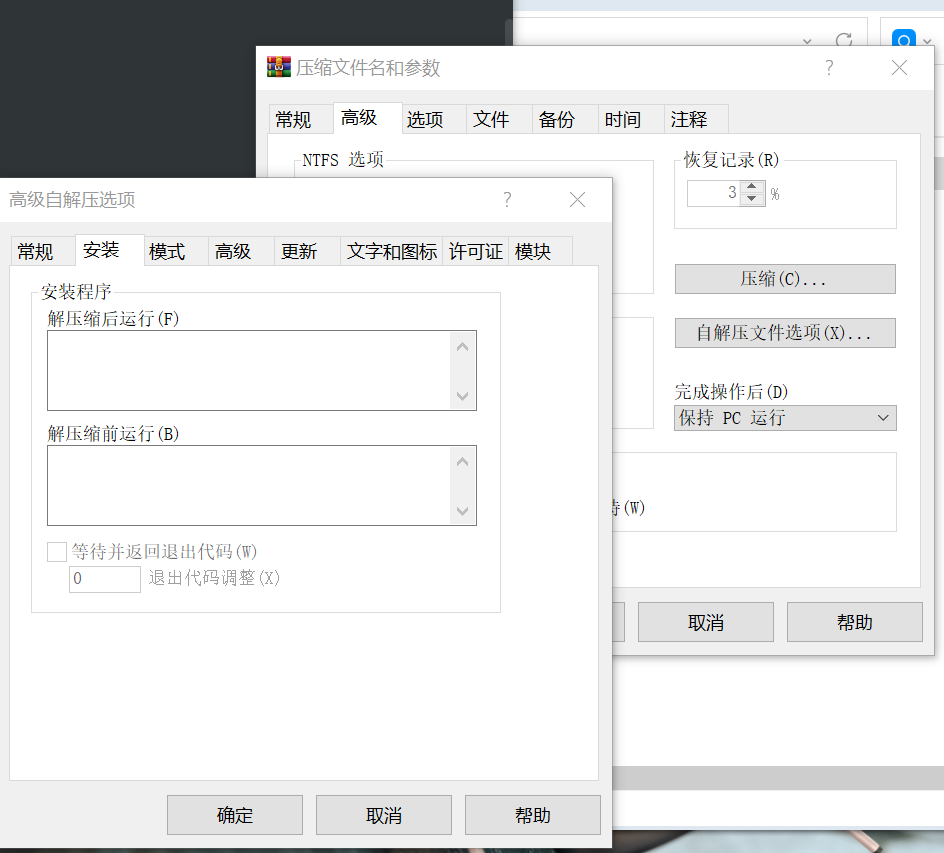 压缩文件名和参数
?
常规 高级 选项 文件 备份 时间 注释
NTFS 选项
恢复记录(R)
3 %
压缩(C)...
自解压文件选项(X)...
完成操作后(D)
保持 PC 运行
(W)
取消 帮助
高级自解压选项
?
常规 安装 模式 高级 更新 文字和图标 许可证 模块
安装程序
解压缩后运行(F)
解压缩前运行(B)
等待并返回退出代码(W)
0 退出代码调整(X)
确定 取消 帮助